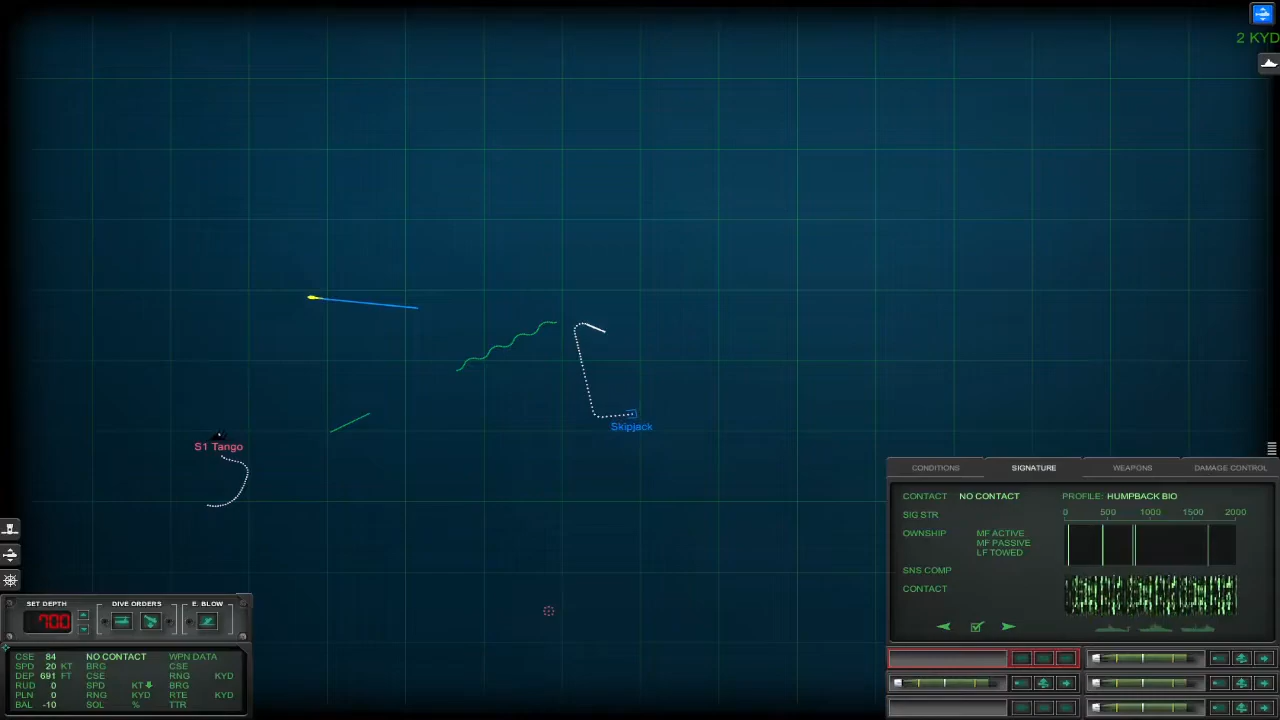 2 KYD
Skipjack
S1 Tango
CONDITIONS SIGNATURE WEAPONS DAMAGE CONTROL
CONTACT NO CONTACT PROFILE: HUMPBACK BIO
SIG STR 0 500 1000 1500 2000
OWNSHIP MF ACTIVE
MF PASSIVE
LF TOWED
SNS COMP
CONTACT
SET DEPTH DIVE ORDERS E. BLOW
700
CSE 84 NO CONTACT WPN DATA
SPD 20 KT BRG CSE
DEP 691 FT CSE RNG KYD
RUD 0 SPD KT BRG
PLN 0 RNG KYD RTE KYD
BAL -10 SOL % TTR